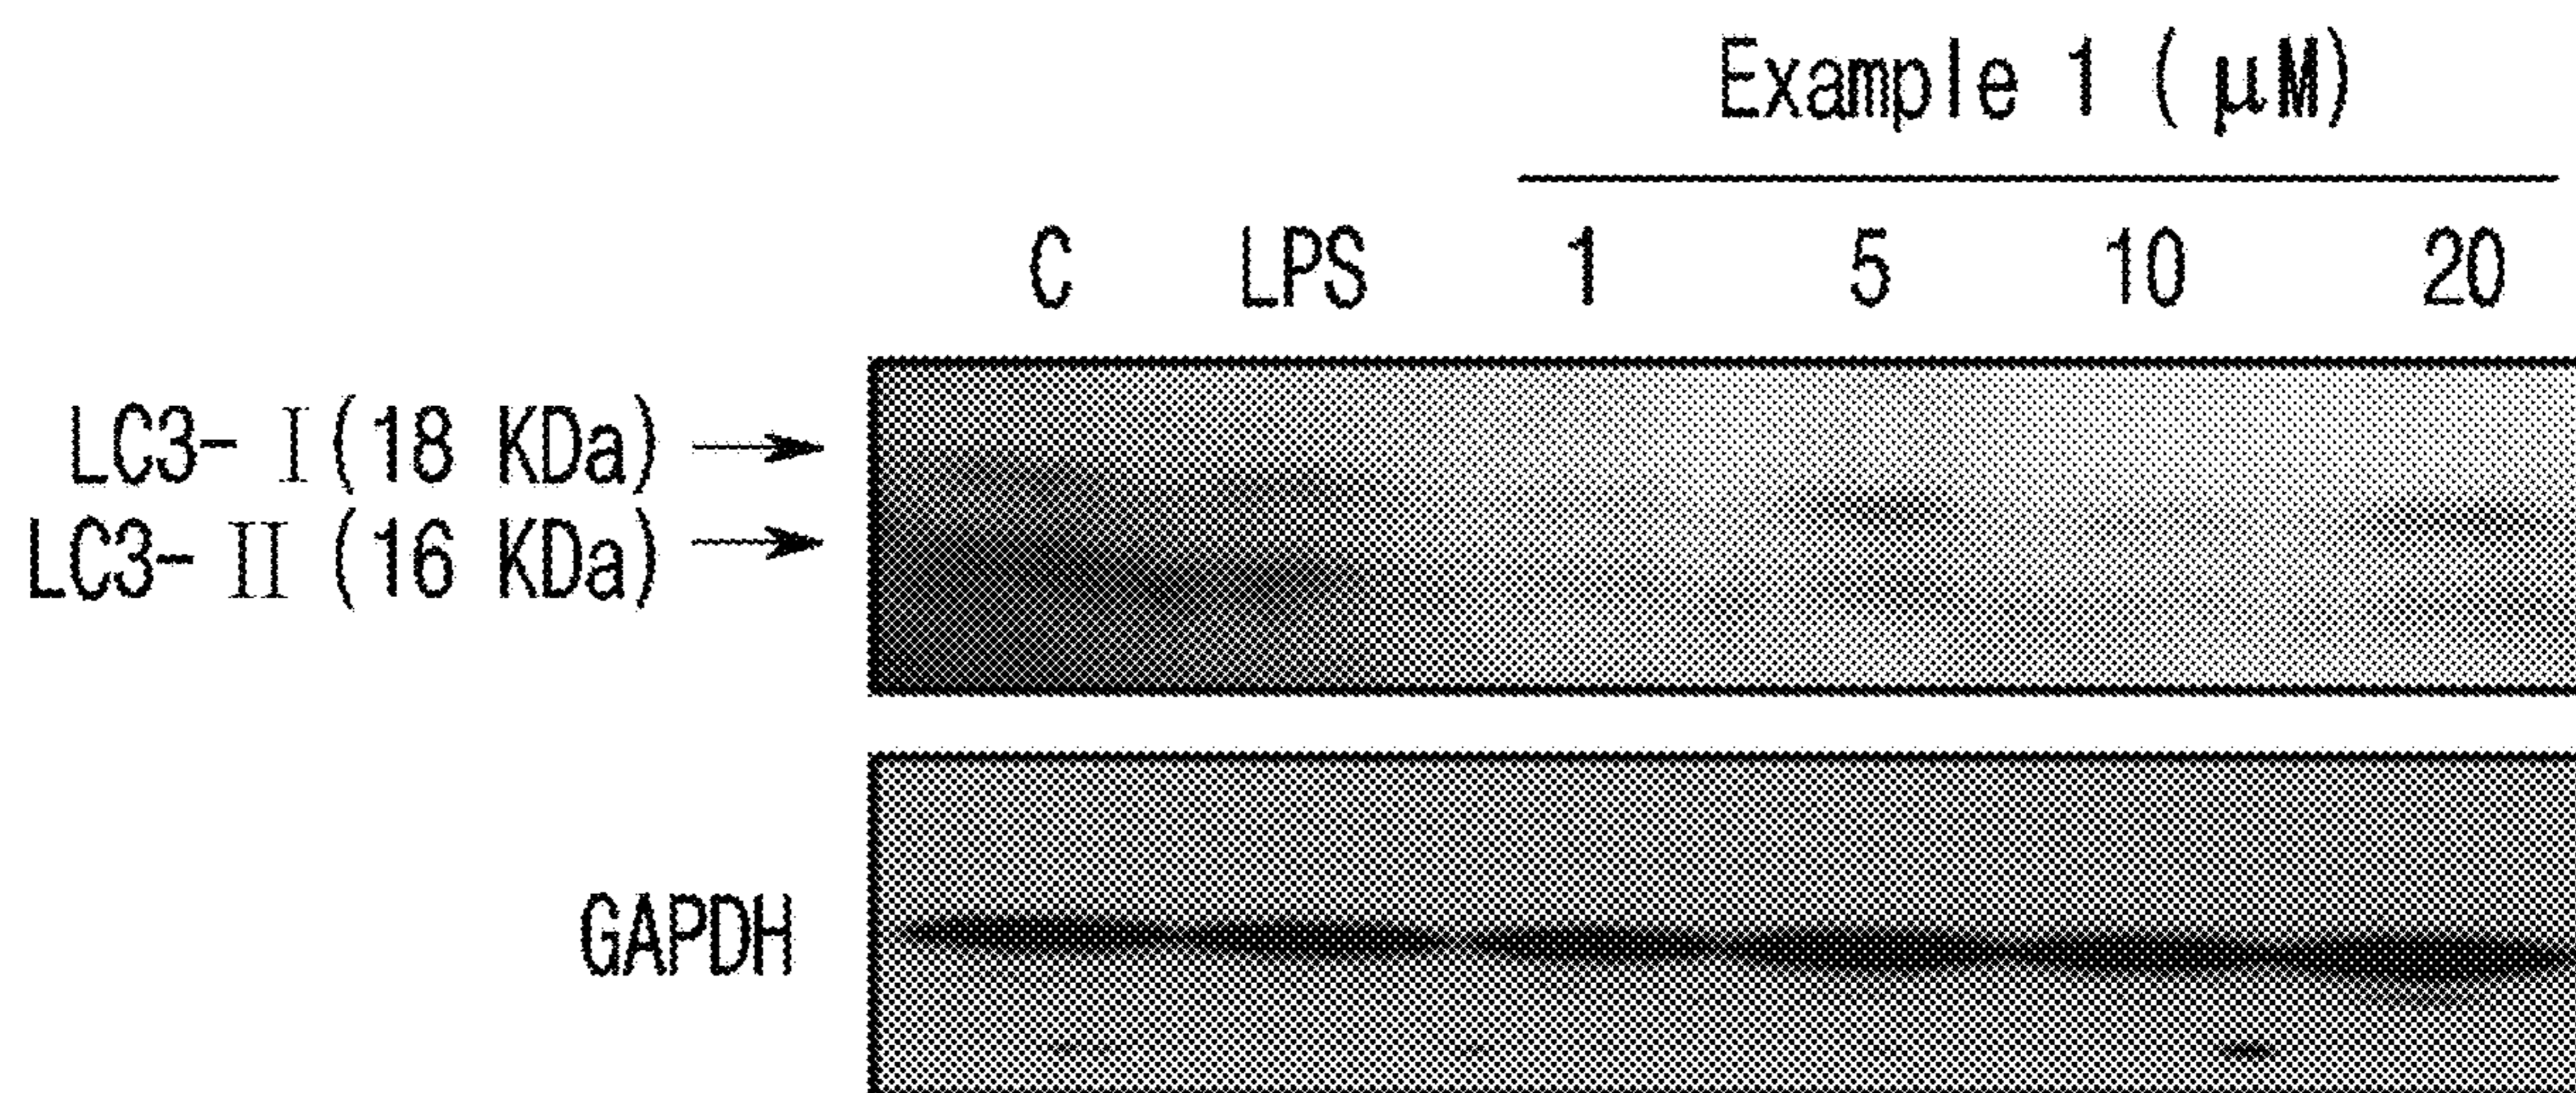 Example 1 (μM)
C LPS 1 5 10 20
LC3-Ⅰ(18 KDa)
LC3-Ⅱ (16 KDa)
GAPDH